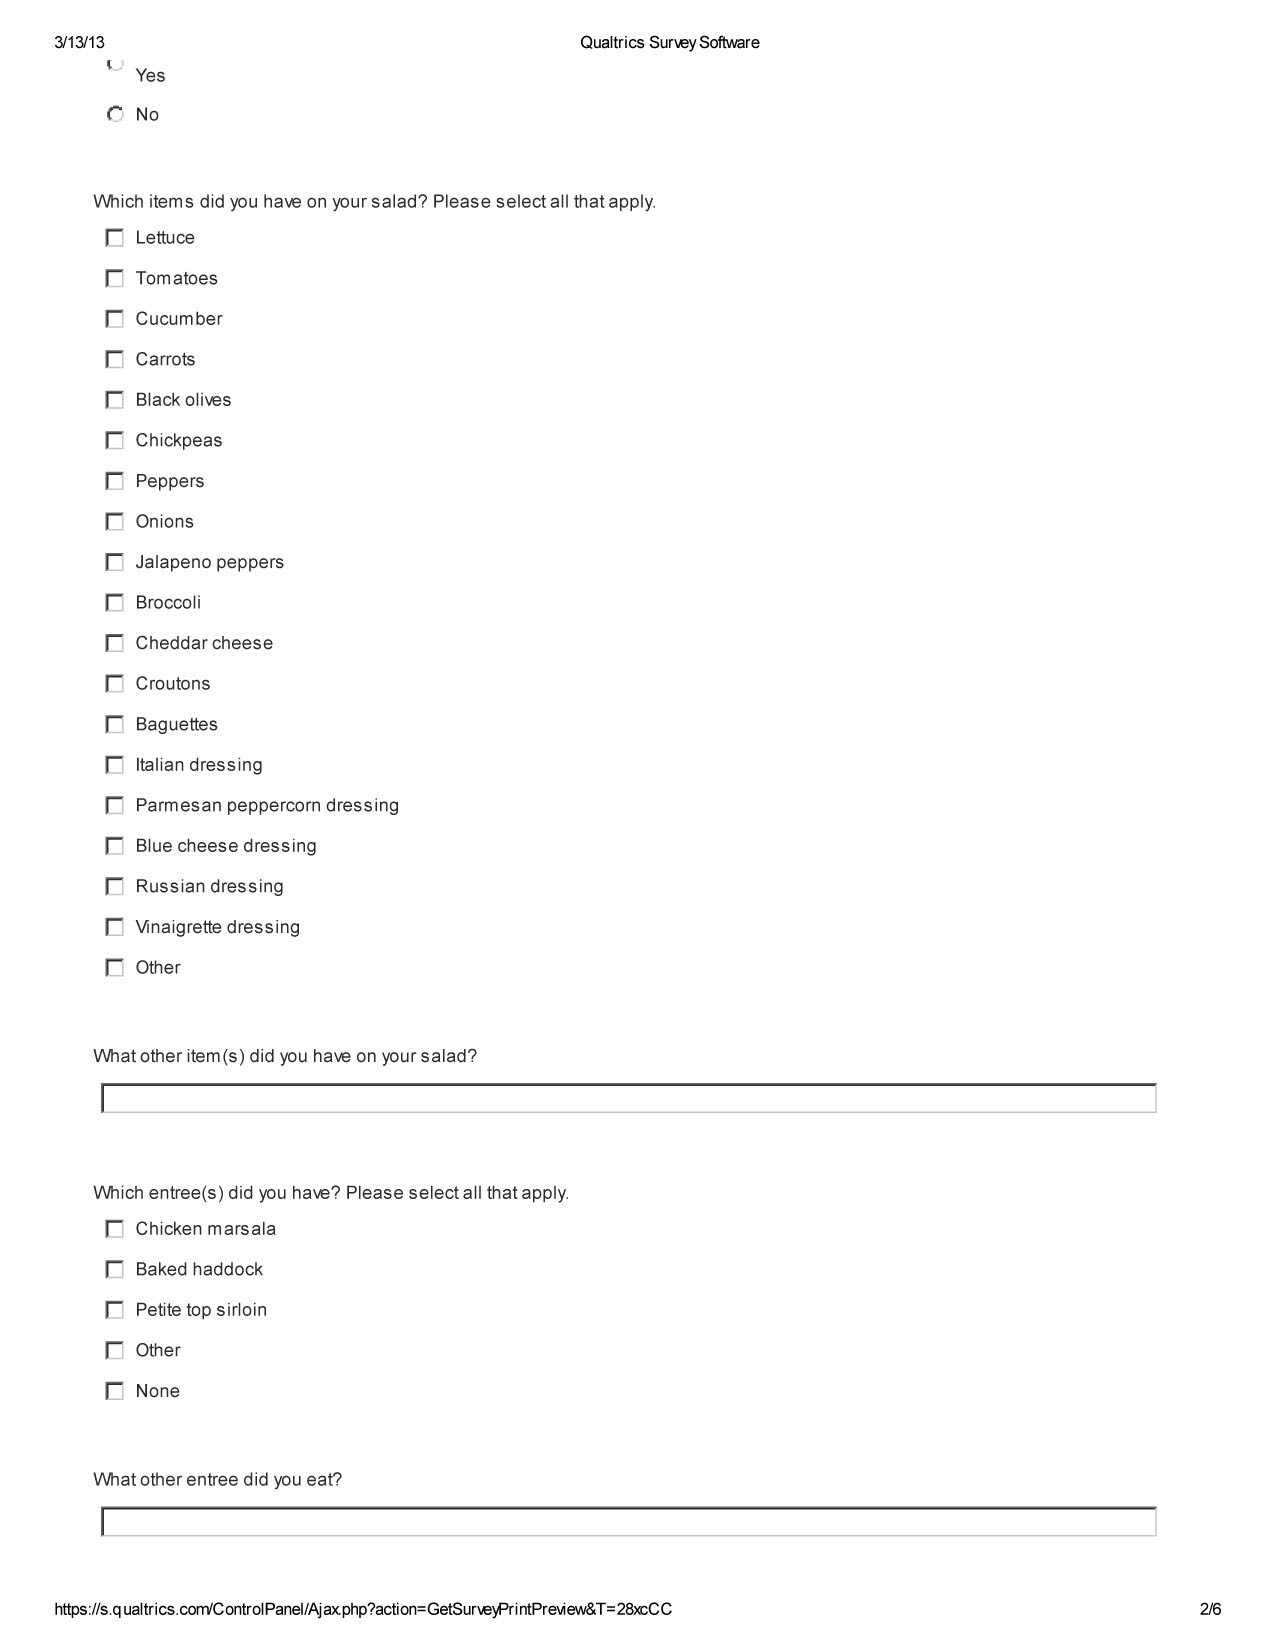 3/13/13 Qualtrics Survey Software
Yes
No
Which items did you have on your salad? Please select all that apply.
Lettuce
Tomatoes
Cucumber
Carrots
Black olives
Chickpeas
Peppers
Onions
Jalapeno peppers
Broccoli
Cheddar cheese
Croutons
Baguettes
Italian dressing
Parmesan peppercorn dressing
Blue cheese dressing
Russian dressing
Vinaigrette dressing
Other
What other item(s) did you have on your salad?
Which entree(s) did you have? Please select all that apply.
Chicken marsala
Baked haddock
Petite top sirloin
Other
None
What other entree did you eat?
https://s.qualtrics.com/ControlPanel/Ajax.php?action=GetSurveyPrintPreview&T=28xcCC 2/6